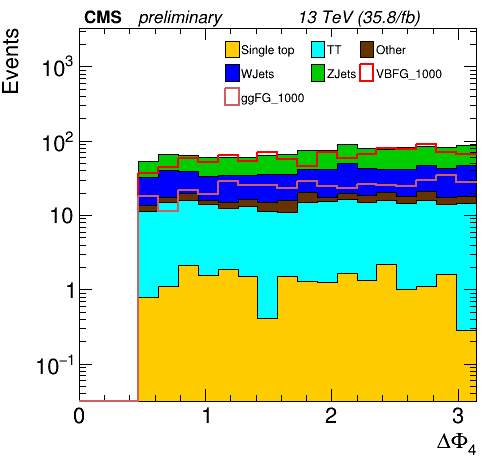 CMS preliminary 13 TeV (35.8/fb)
Events
Single top TT Other
WJets ZJets VBFG_1000
ggFG_1000
10³
10²
10
1
10⁻¹
0 1 2 3
ΔΦ₄